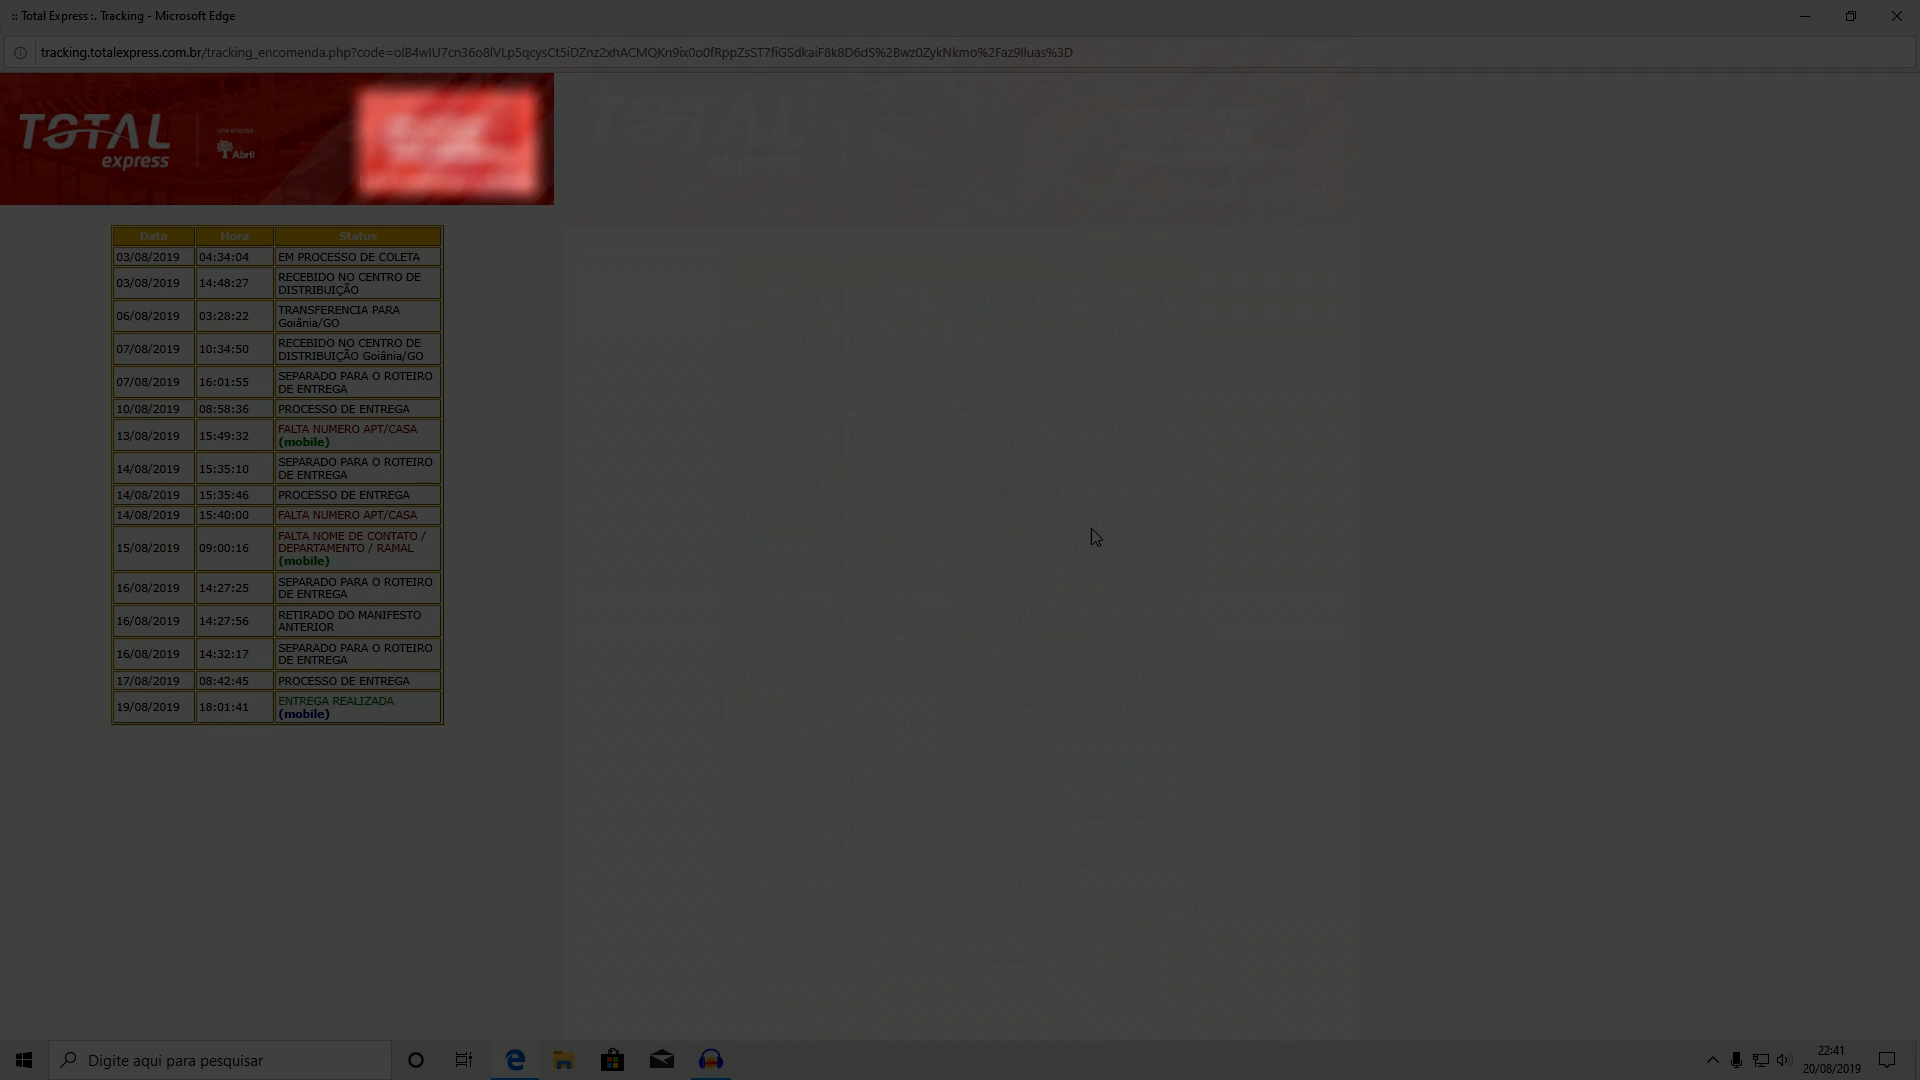 :: Total Express :. Tracking - Microsoft Edge
tracking.totalexpress.com.br/tracking_encomenda.php?code=olB4wIU7cn36o8lVLp5qcysCt5iDZnz2xhACMQKn9ix0o0fRppZsST7fiGSdkaiF8k8D6dS%2Bwz0ZykNkmo%2Faz9lluas%3D
TOTAL
express
uma empresa
Abril
Data Hora Status
03/08/2019 04:34:04 EM PROCESSO DE COLETA
03/08/2019 14:48:27 RECEBIDO NO CENTRO DE
DISTRIBUIÇÃO
06/08/2019 03:28:22 TRANSFERENCIA PARA
Goiânia/GO
07/08/2019 10:34:50 RECEBIDO NO CENTRO DE
DISTRIBUIÇÃO Goiânia/GO
07/08/2019 16:01:55 SEPARADO PARA O ROTEIRO
DE ENTREGA
10/08/2019 08:58:36 PROCESSO DE ENTREGA
13/08/2019 15:49:32 FALTA NUMERO APT/CASA
(mobile)
14/08/2019 15:35:10 SEPARADO PARA O ROTEIRO
DE ENTREGA
14/08/2019 15:35:46 PROCESSO DE ENTREGA
14/08/2019 15:40:00 FALTA NUMERO APT/CASA
15/08/2019 09:00:16 FALTA NOME DE CONTATO /
DEPARTAMENTO / RAMAL
(mobile)
16/08/2019 14:27:25 SEPARADO PARA O ROTEIRO
DE ENTREGA
16/08/2019 14:27:56 RETIRADO DO MANIFESTO
ANTERIOR
16/08/2019 14:32:17 SEPARADO PARA O ROTEIRO
DE ENTREGA
17/08/2019 08:42:45 PROCESSO DE ENTREGA
19/08/2019 18:01:41 ENTREGA REALIZADA
(mobile)
Digite aqui para pesquisar
22:41
20/08/2019